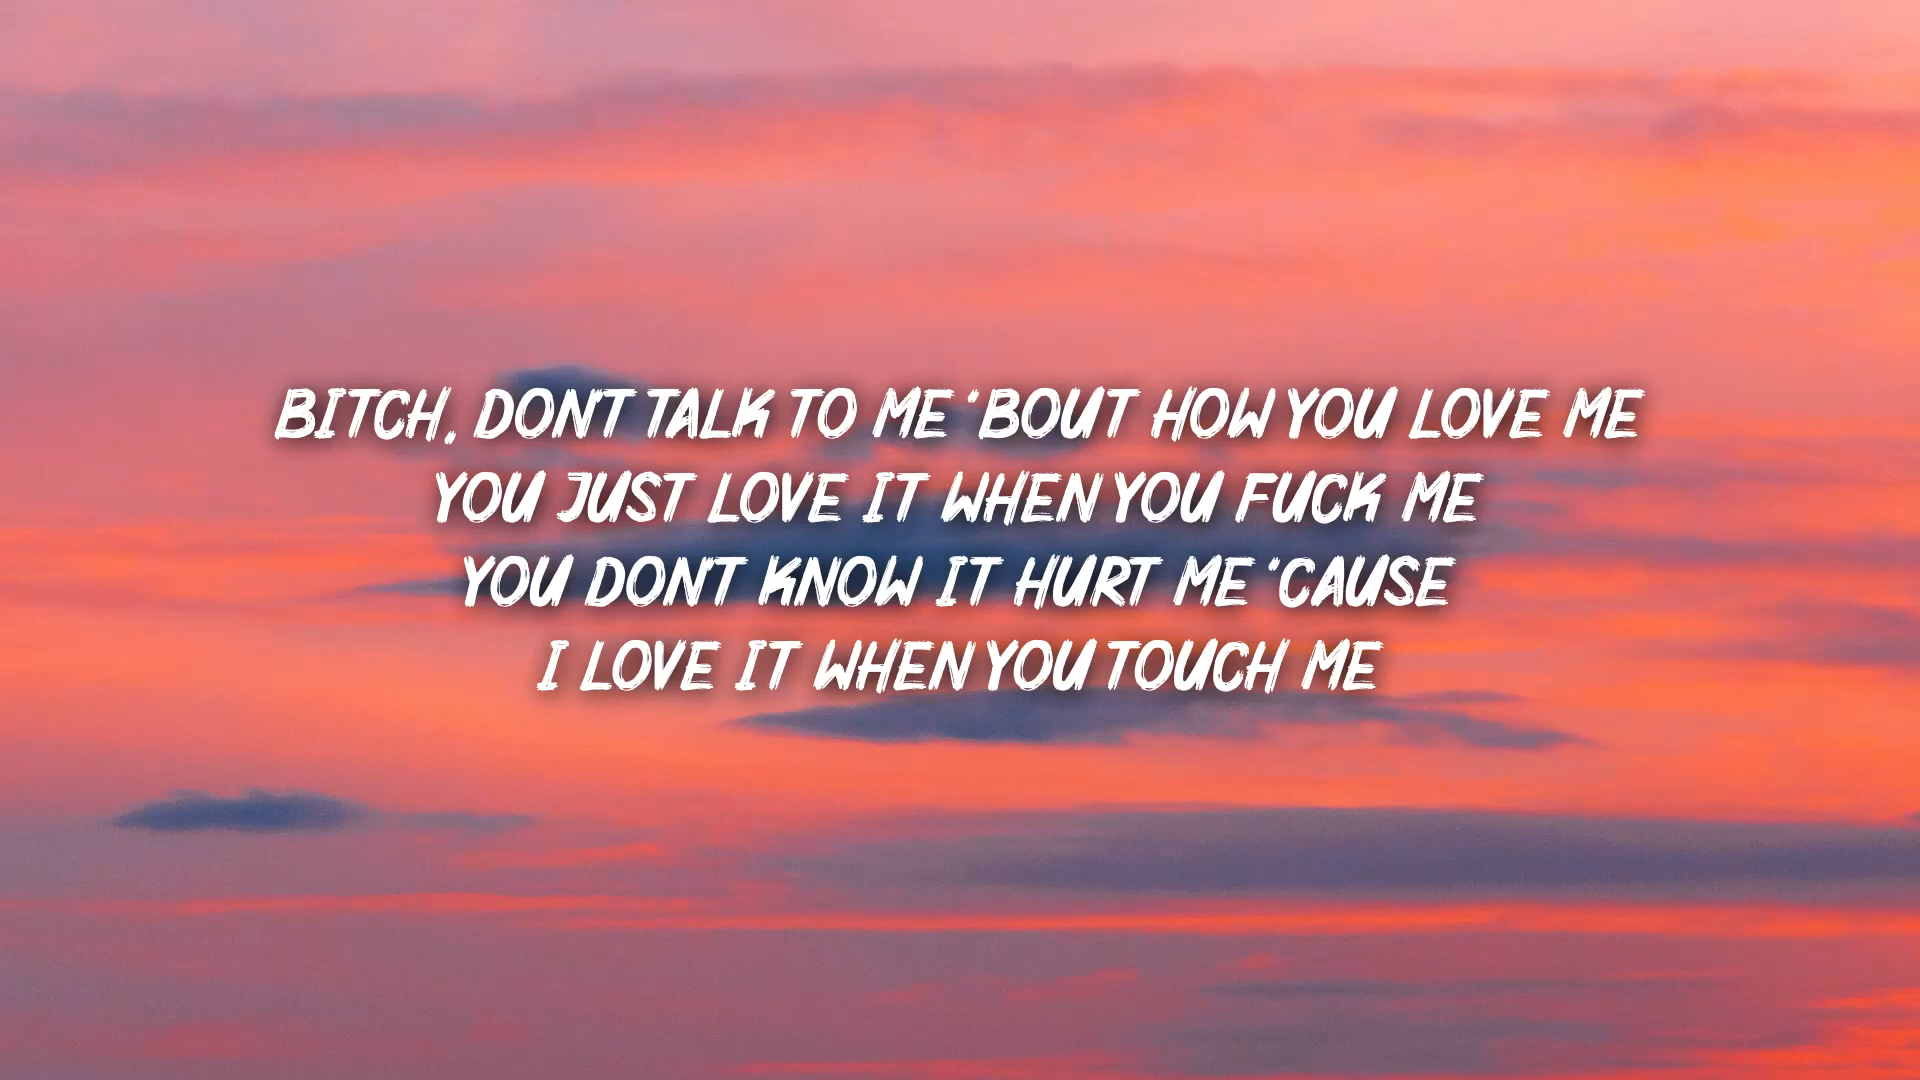 BITCH, DONT TALK TO ME 'BOUT HOW YOU LOVE ME
YOU JUST LOVE IT WHEN YOU FUCK ME
YOU DONT KNOW IT HURT ME 'CAUSE
I LOVE IT WHEN YOU TOUCH ME